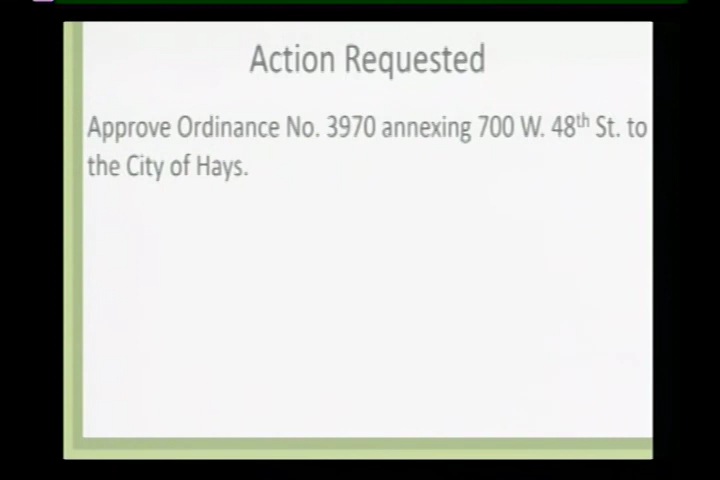 Action Requested
Approve Ordinance No. 3970 annexing 700 W. 48th St. to
the City of Hays.